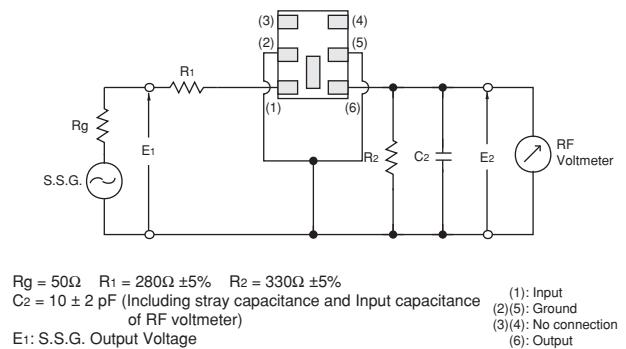 (3) (4)
(2) (5)
R1
(1) (6)
Rg
E1
R2
C2
E2
RF
Voltmeter
S.S.G.
Rg = 50Ω R1 = 280Ω ±5% R2 = 330Ω ±5%
C2 = 10 ± 2 pF (Including stray capacitance and Input capacitance
of RF voltmeter)
E1: S.S.G. Output Voltage
(1): Input
(2)(5): Ground
(3)(4): No connection
(6): Output